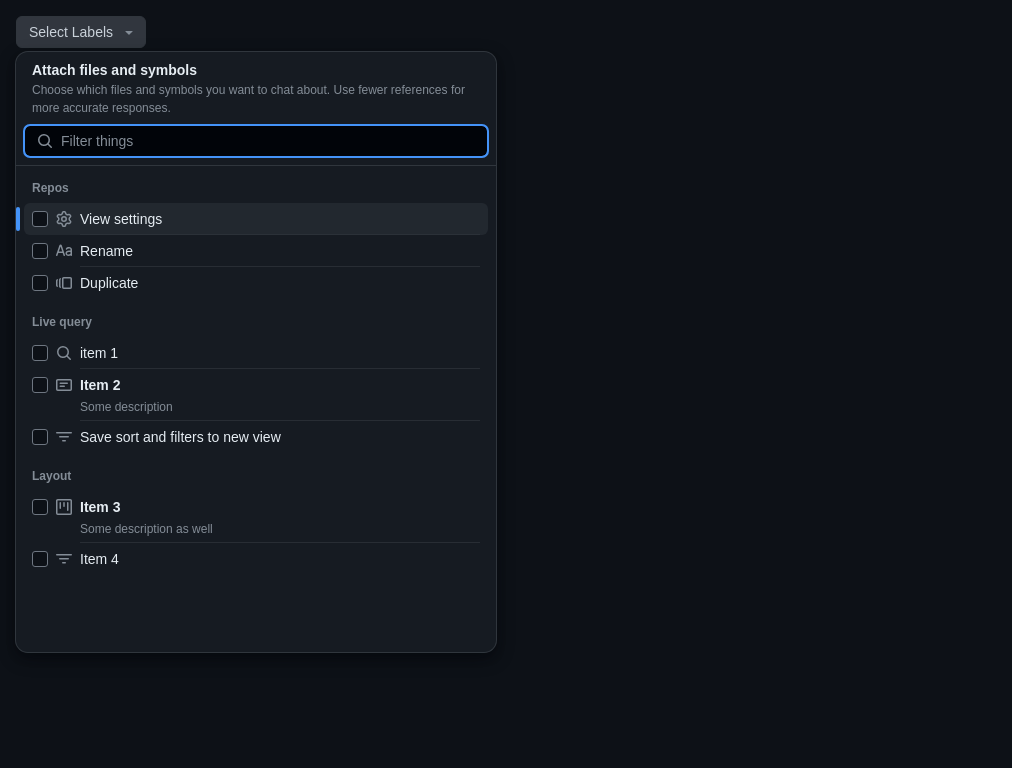 Select Labels
Attach files and symbols
Choose which files and symbols you want to chat about. Use fewer references for
more accurate responses.
Filter things
Repos
View settings
Rename
Duplicate
Live query
item 1
Item 2
Some description
Save sort and filters to new view
Layout
Item 3
Some description as well
Item 4